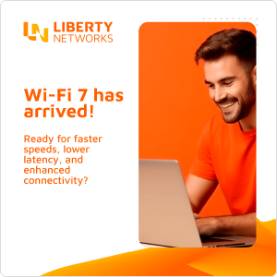 LIBERTY
NETWORKS
Wi-Fi 7 has
arrived!
Ready for faster
speeds, lower
latency, and
enhanced
connectivity?